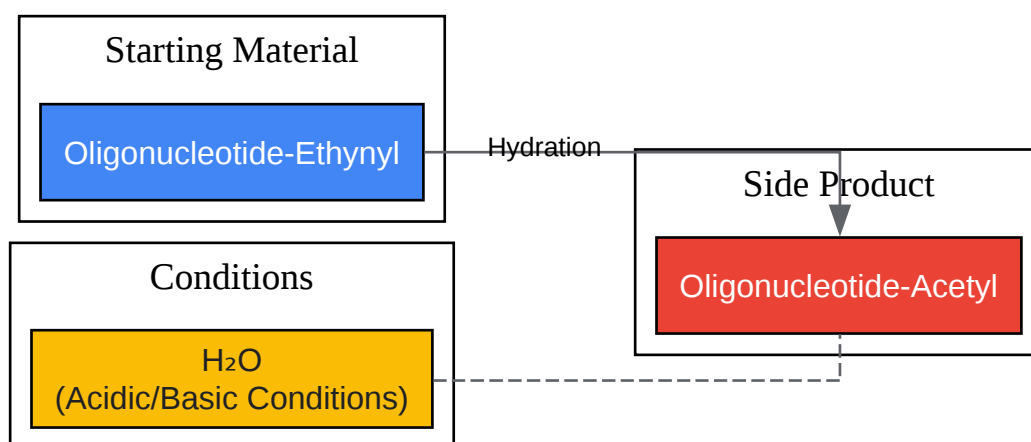 Starting Material
Oligonucleotide-Ethynyl
Hydration
Side Product
Oligonucleotide-Acetyl
Conditions
H₂O
(Acidic/Basic Conditions)